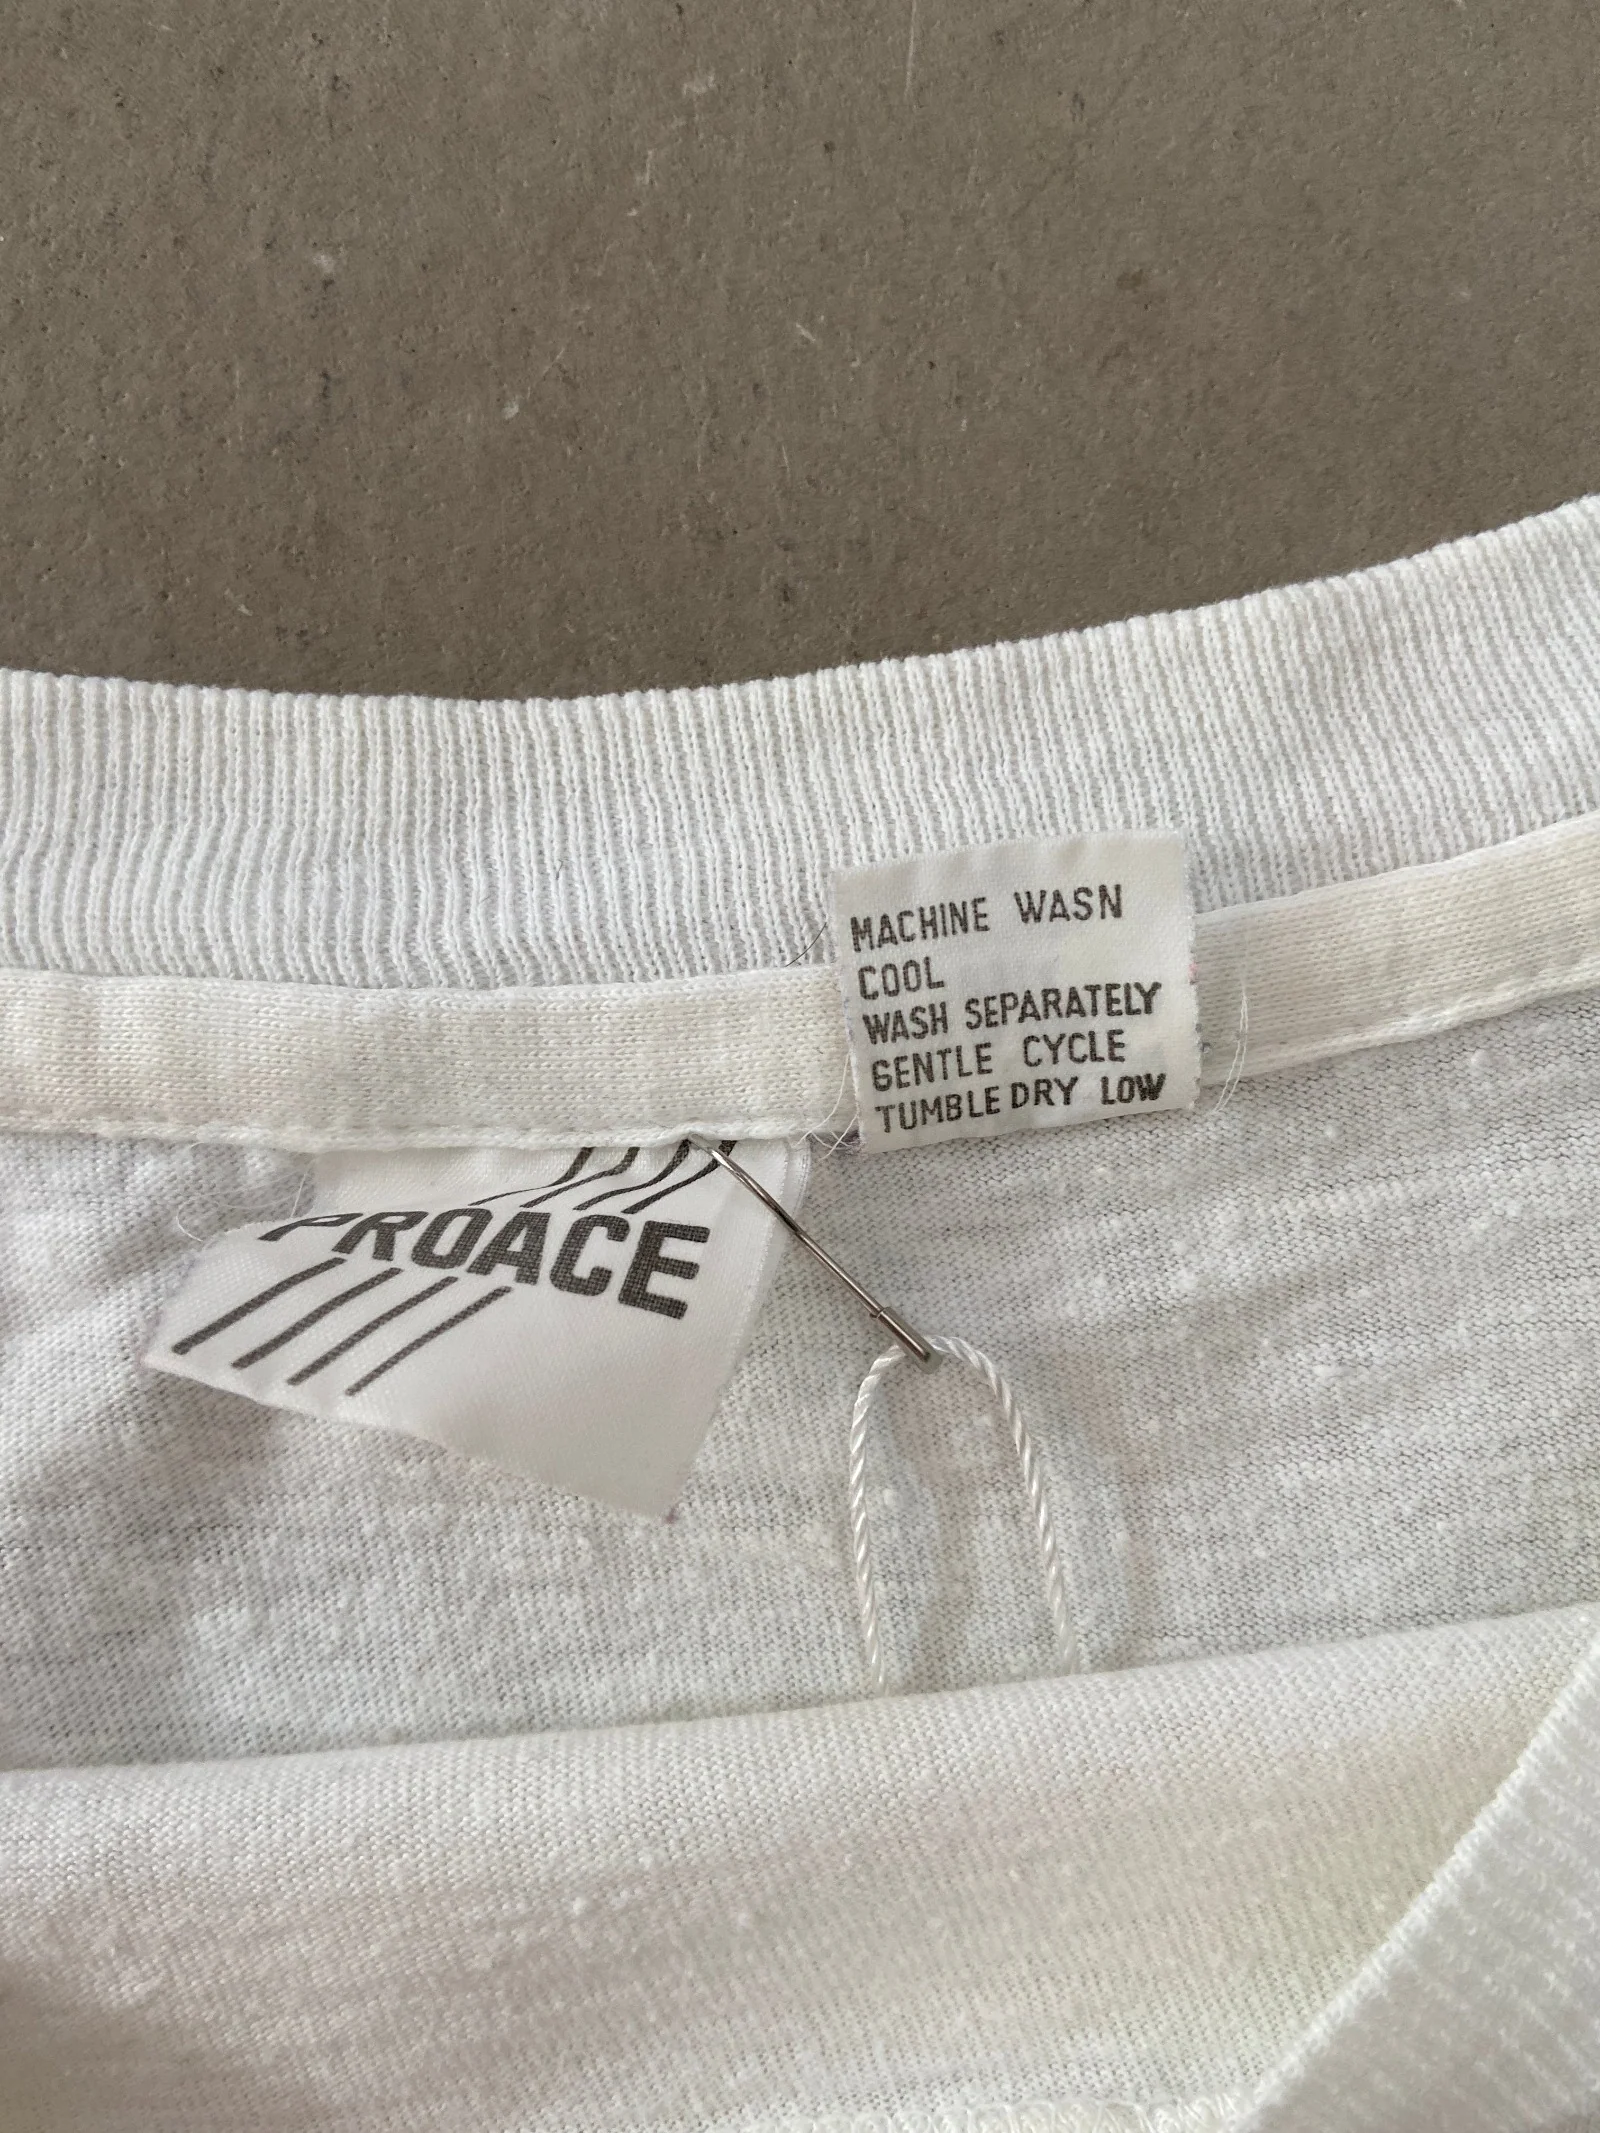 MACHINE WASN
COOL
WASH SEPARATELY
GENTLE CYCLE
TUMBLE DRY LOW
PROACE